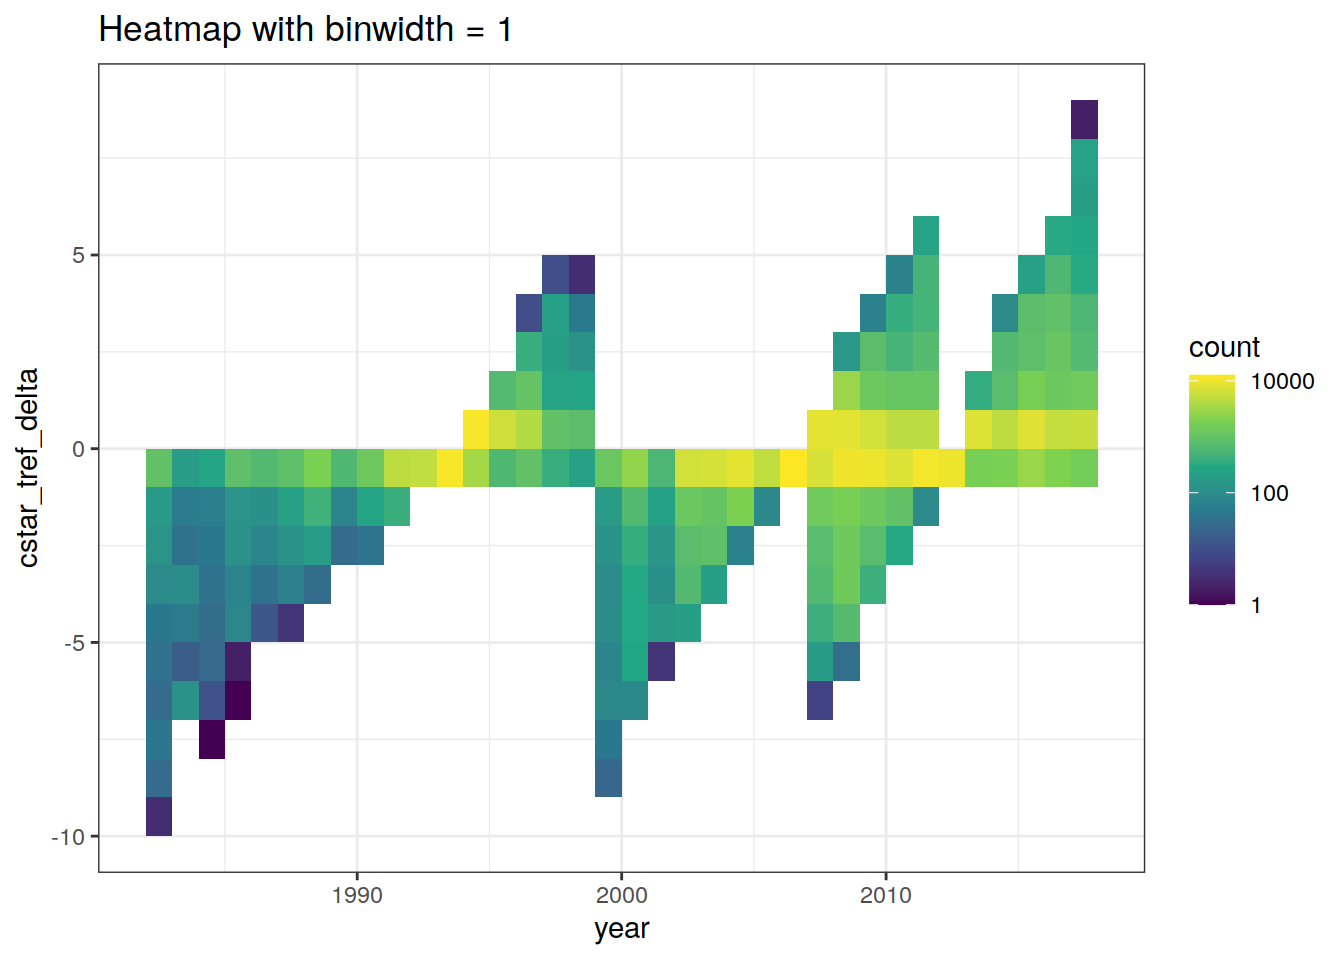 Heatmap with binwidth = 1
cstar_tref_delta
5
0
-5
-10
1990
2000
2010
year
count
10000
100
1